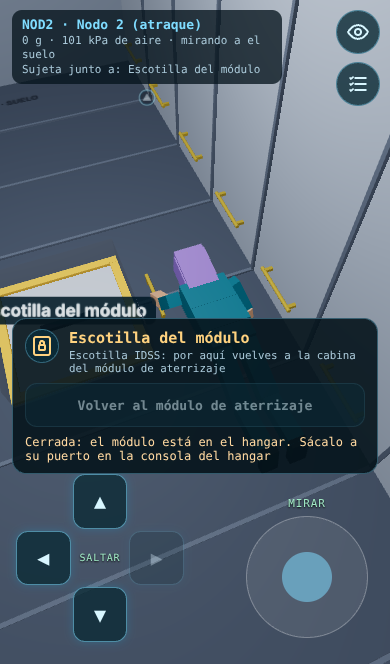 NOD2 · Nodo 2 (atraque)
0 g · 101 kPa de aire · mirando a el
suelo
Sujeta junto a: Escotilla del módulo
SUELO
cotilla del módulo
Escotilla del módulo
Escotilla IDSS: por aquí vuelves a la cabina
del módulo de aterrizaje
Volver al módulo de aterrizaje
Cerrada: el módulo está en el hangar. Sácalo a
su puerto en la consola del hangar
MIRAR
SALTAR